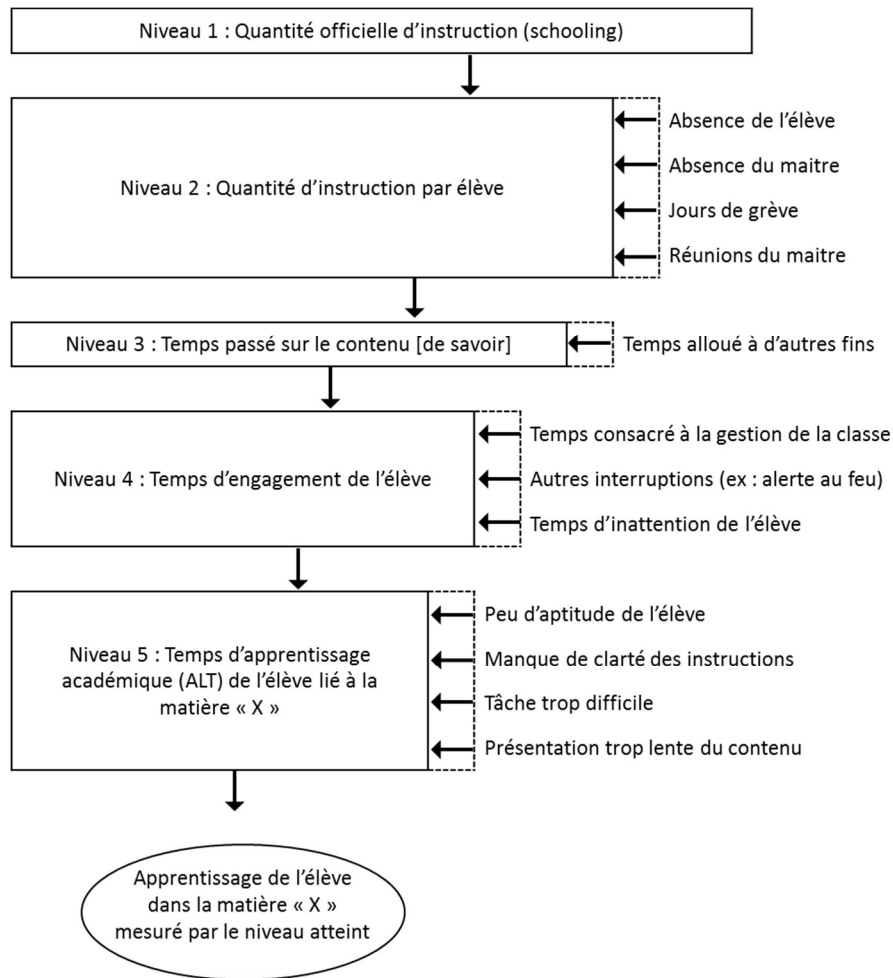 Niveau 1 : Quantité officielle d'instruction (schooling)
Absence de l'élève
Absence du maitre
Niveau 2 : Quantité d'instruction par élève
Jours de grève
Réunions du maitre
Niveau 3 : Temps passé sur le contenu [de savoir]
Temps alloué à d'autres fins
Temps consacré à la gestion de la classe
Niveau 4 : Temps d'engagement de l'élève
Autres interruptions (ex : alerte au feu)
Temps d'inattention de l'élève
Niveau 5 : Temps d'apprentissage
académique (ALT) de l'élève lié à la
matière « X »
Peu d'aptitude de l'élève
Manque de clarté des instructions
Tâche trop difficile
Présentation trop lente du contenu
Apprentissage de l'élève
dans la matière « X »
mesuré par le niveau atteint